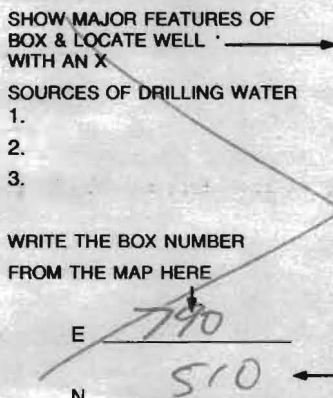 SHOW MAJOR FEATURES OF
BOX & LOCATE WELL
WITH AN X
SOURCES OF DRILLING WATER
1.
2.
3.
WRITE THE BOX NUMBER
FROM THE MAP HERE
E 790
N 510